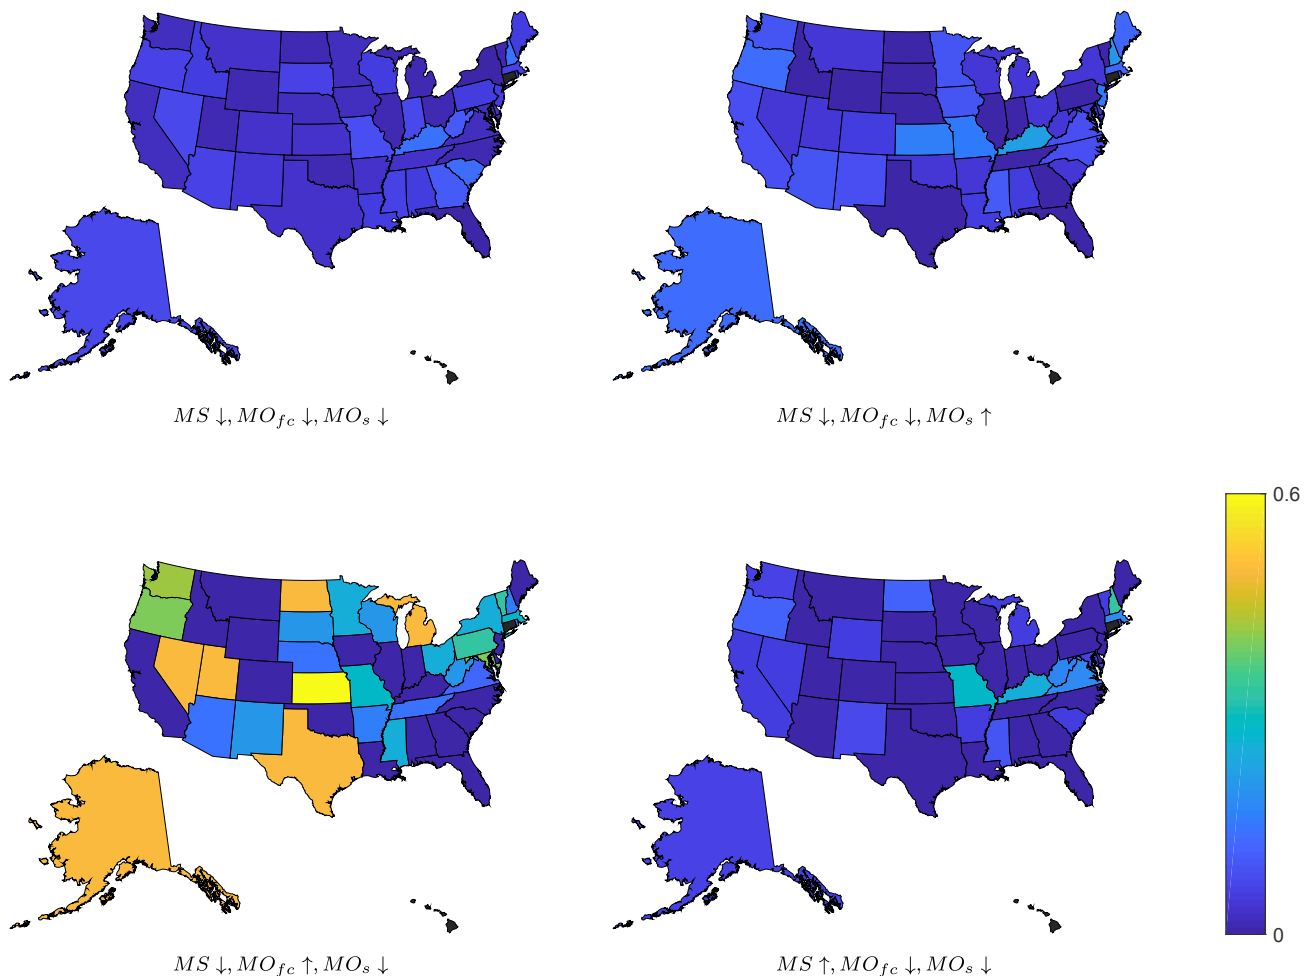 MS ↓, MO_fc ↓, MO_s ↓
MS ↓, MO_fc ↓, MO_s ↑
0.6
0
MS ↓, MO_fc ↑, MO_s ↓
MS ↑, MO_fc ↓, MO_s ↓